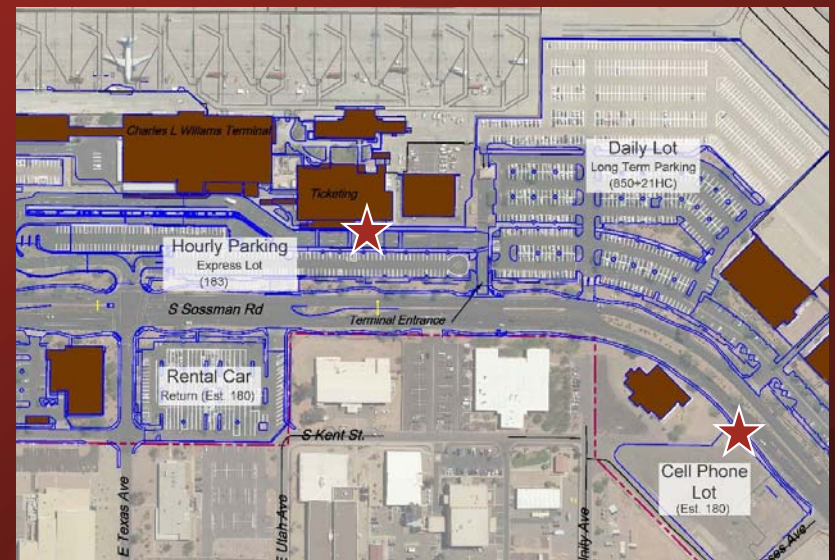 Charles L Williams Terminal
Daily Lot
Long Term Parking
(850+21HC)
Ticketing
Hourly Parking
Express Lot
(183)
S Sossman Rd
Terminal Entrance
Rental Car
Return (Est. 180)
S Kent St.
Cell Phone
Lot
(Est. 180)
E Texas Ave
E Utah Ave
Ave